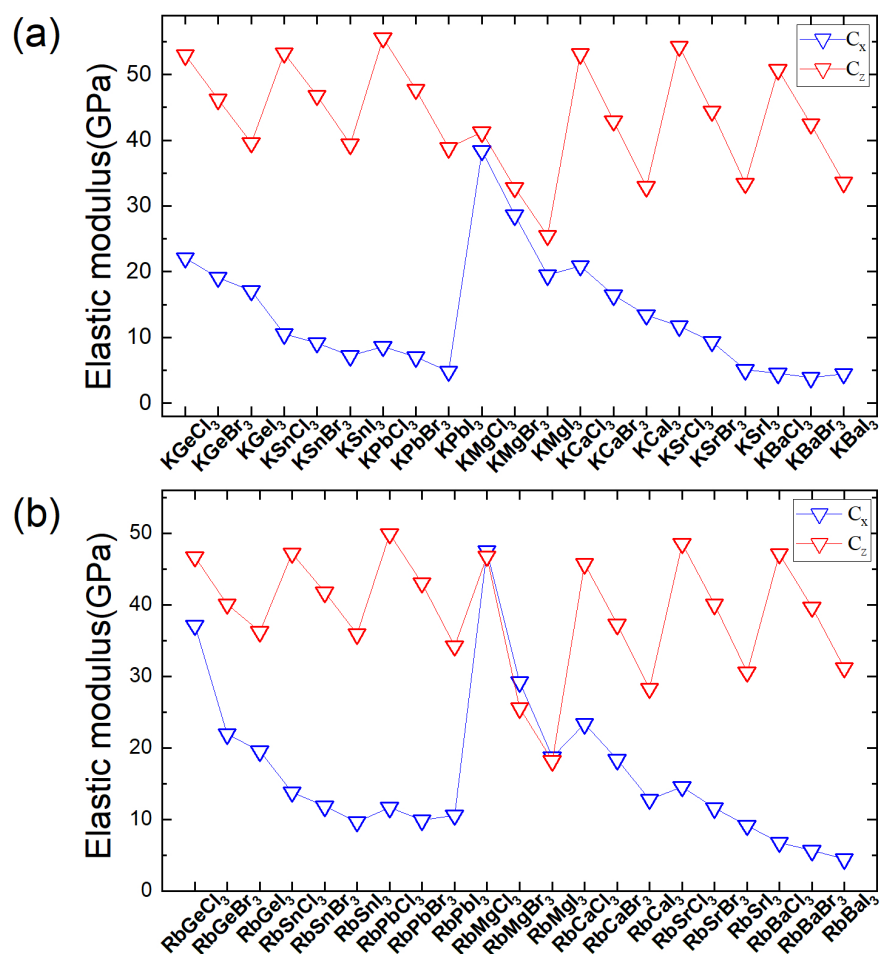 (a)
Elastic modulus(GPa)
50
40
30
20
10
0
Cₓ
C_z
KGeCl₃
KGeBr₃
KGeI₃
KSnCl₃
KSnBr₃
KSnI₃
KPbCl₃
KPbBr₃
KPbI₃
KMgCl₃
KMgBr₃
KMgI₃
KCaCl₃
KCaBr₃
KCaI₃
KSrCl₃
KSrBr₃
KSrI₃
KBaCl₃
KBaBr₃
KBaI₃
(b)
Elastic modulus(GPa)
50
40
30
20
10
0
Cₓ
C_z
RbGeCl₃
RbGeBr₃
RbGeI₃
RbSnCl₃
RbSnBr₃
RbSnI₃
RbPbCl₃
RbPbBr₃
RbPbI₃
RbMgCl₃
RbMgBr₃
RbMgI₃
RbCaCl₃
RbCaBr₃
RbCaI₃
RbSrCl₃
RbSrBr₃
RbSrI₃
RbBaCl₃
RbBaBr₃
RbBaI₃